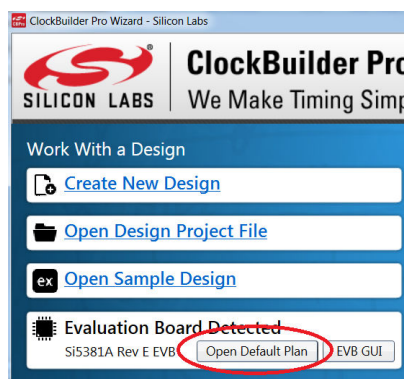 ClockBuilder Pro Wizard - Silicon Labs
SILICON LABS
ClockBuilder Pro
We Make Timing Simp
Work With a Design
Create New Design
Open Design Project File
ex Open Sample Design
Evaluation Board Detected
Si5381A Rev E EVB Open Default Plan EVB GUI